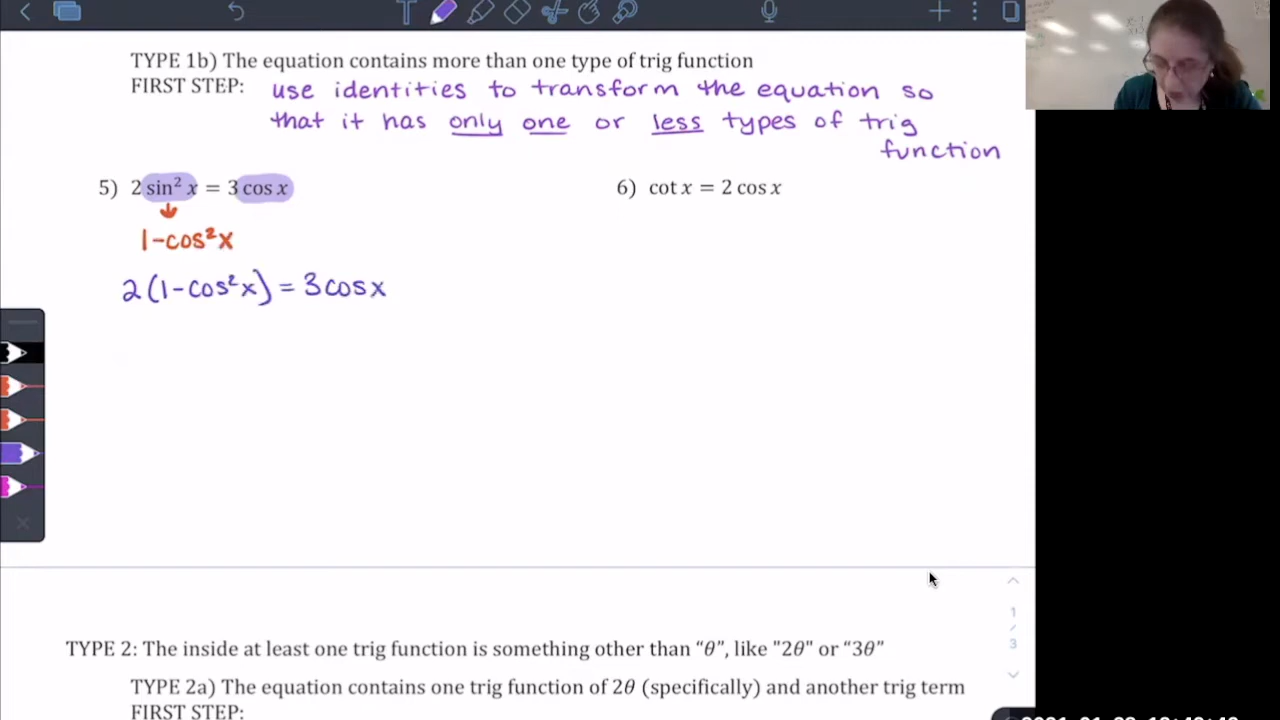 TYPE 1b) The equation contains more than one type of trig function
FIRST STEP: use identities to transform the equation so
that it has only one or less types of trig
function
5) 2 sin² x = 3 cos x
6) cot x = 2 cos x
1-cos²x
2(1-cos²x) = 3cosx
1
/
3
TYPE 2: The inside at least one trig function is something other than “θ”, like "2θ" or “3θ”
TYPE 2a) The equation contains one trig function of 2θ (specifically) and another trig term
FIRST STEP: